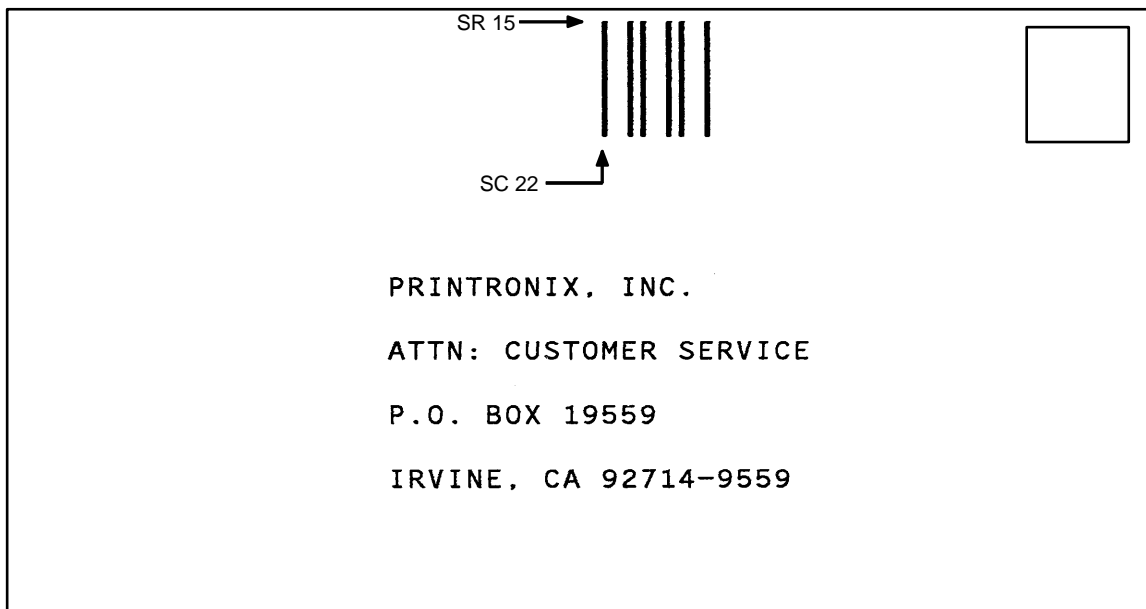 SR 15
SC 22
PRINTRONIX, INC.
ATTN: CUSTOMER SERVICE
P.O. BOX 19559
IRVINE, CA 92714-9559